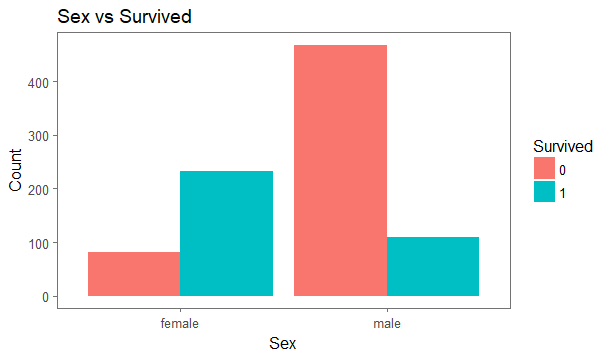 Sex vs Survived
Count
400
300
200
100
0
female
male
Sex
Survived
0
1